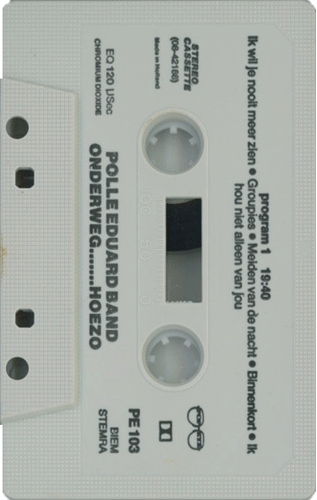 program 1 19:40
Ik wil je nooit meer zien • Groupies • Meiden van de nacht • Binnenkort • Ik
hou niet alleen van jou
STEREO
CASSETTE
(06-42186)
Made in Holland
EQ 120 USec
CHROMIUM DIOXIDE
POLLE EDUARD BAND
ONDERWEG.......HOEZO
PE 103
BIEM
STEMRA